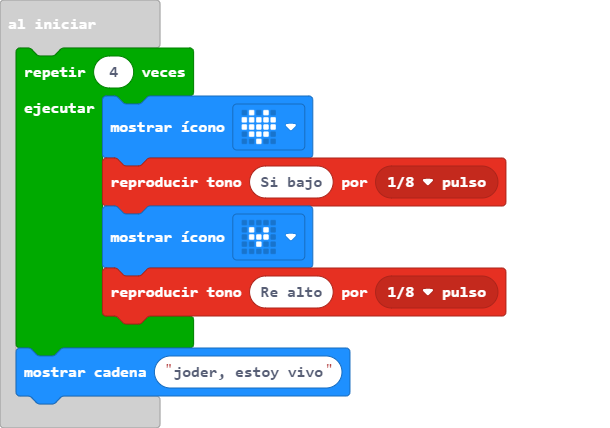 al iniciar
repetir 4 veces
ejecutar
mostrar ícono
reproducir tono Si bajo por 1/8 pulso
mostrar ícono
reproducir tono Re alto por 1/8 pulso
mostrar cadena "joder, estoy vivo"